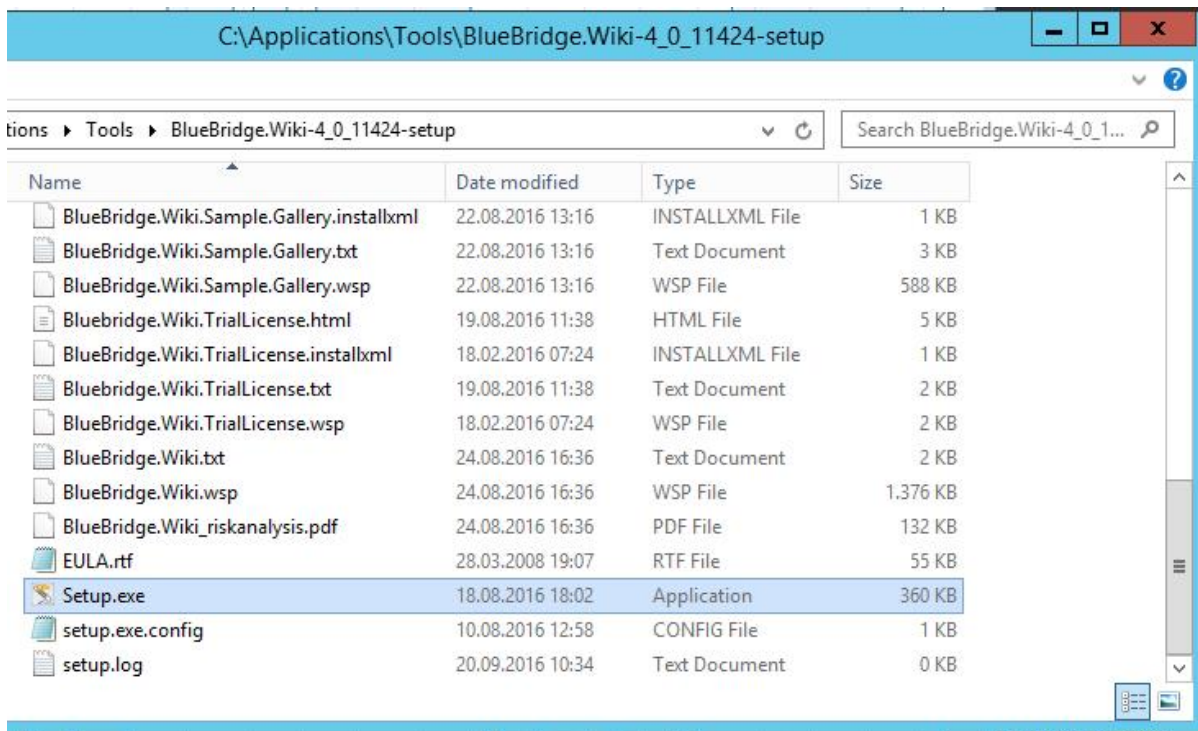 C:\Applications\Tools\BlueBridge.Wiki-4_0_11424-setup
tions Tools BlueBridge.Wiki-4_0_11424-setup Search BlueBridge.Wiki-4_0_1...
Name Date modified Type Size
BlueBridge.Wiki.Sample.Gallery.installxml 22.08.2016 13:16 INSTALLXML File 1 KB
BlueBridge.Wiki.Sample.Gallery.txt 22.08.2016 13:16 Text Document 3 KB
BlueBridge.Wiki.Sample.Gallery.wsp 22.08.2016 13:16 WSP File 588 KB
Bluebridge.Wiki.TrialLicense.html 19.08.2016 11:38 HTML File 5 KB
Bluebridge.Wiki.TrialLicense.installxml 18.02.2016 07:24 INSTALLXML File 1 KB
Bluebridge.Wiki.TrialLicense.txt 19.08.2016 11:38 Text Document 2 KB
BlueBridge.Wiki.TrialLicense.wsp 18.02.2016 07:24 WSP File 2 KB
BlueBridge.Wiki.txt 24.08.2016 16:36 Text Document 2 KB
BlueBridge.Wiki.wsp 24.08.2016 16:36 WSP File 1.376 KB
BlueBridge.Wiki_riskanalysis.pdf 24.08.2016 16:36 PDF File 132 KB
EULA.rtf 28.03.2008 19:07 RTF File 55 KB
Setup.exe 18.08.2016 18:02 Application 360 KB
setup.exe.config 10.08.2016 12:58 CONFIG File 1 KB
setup.log 20.09.2016 10:34 Text Document 0 KB